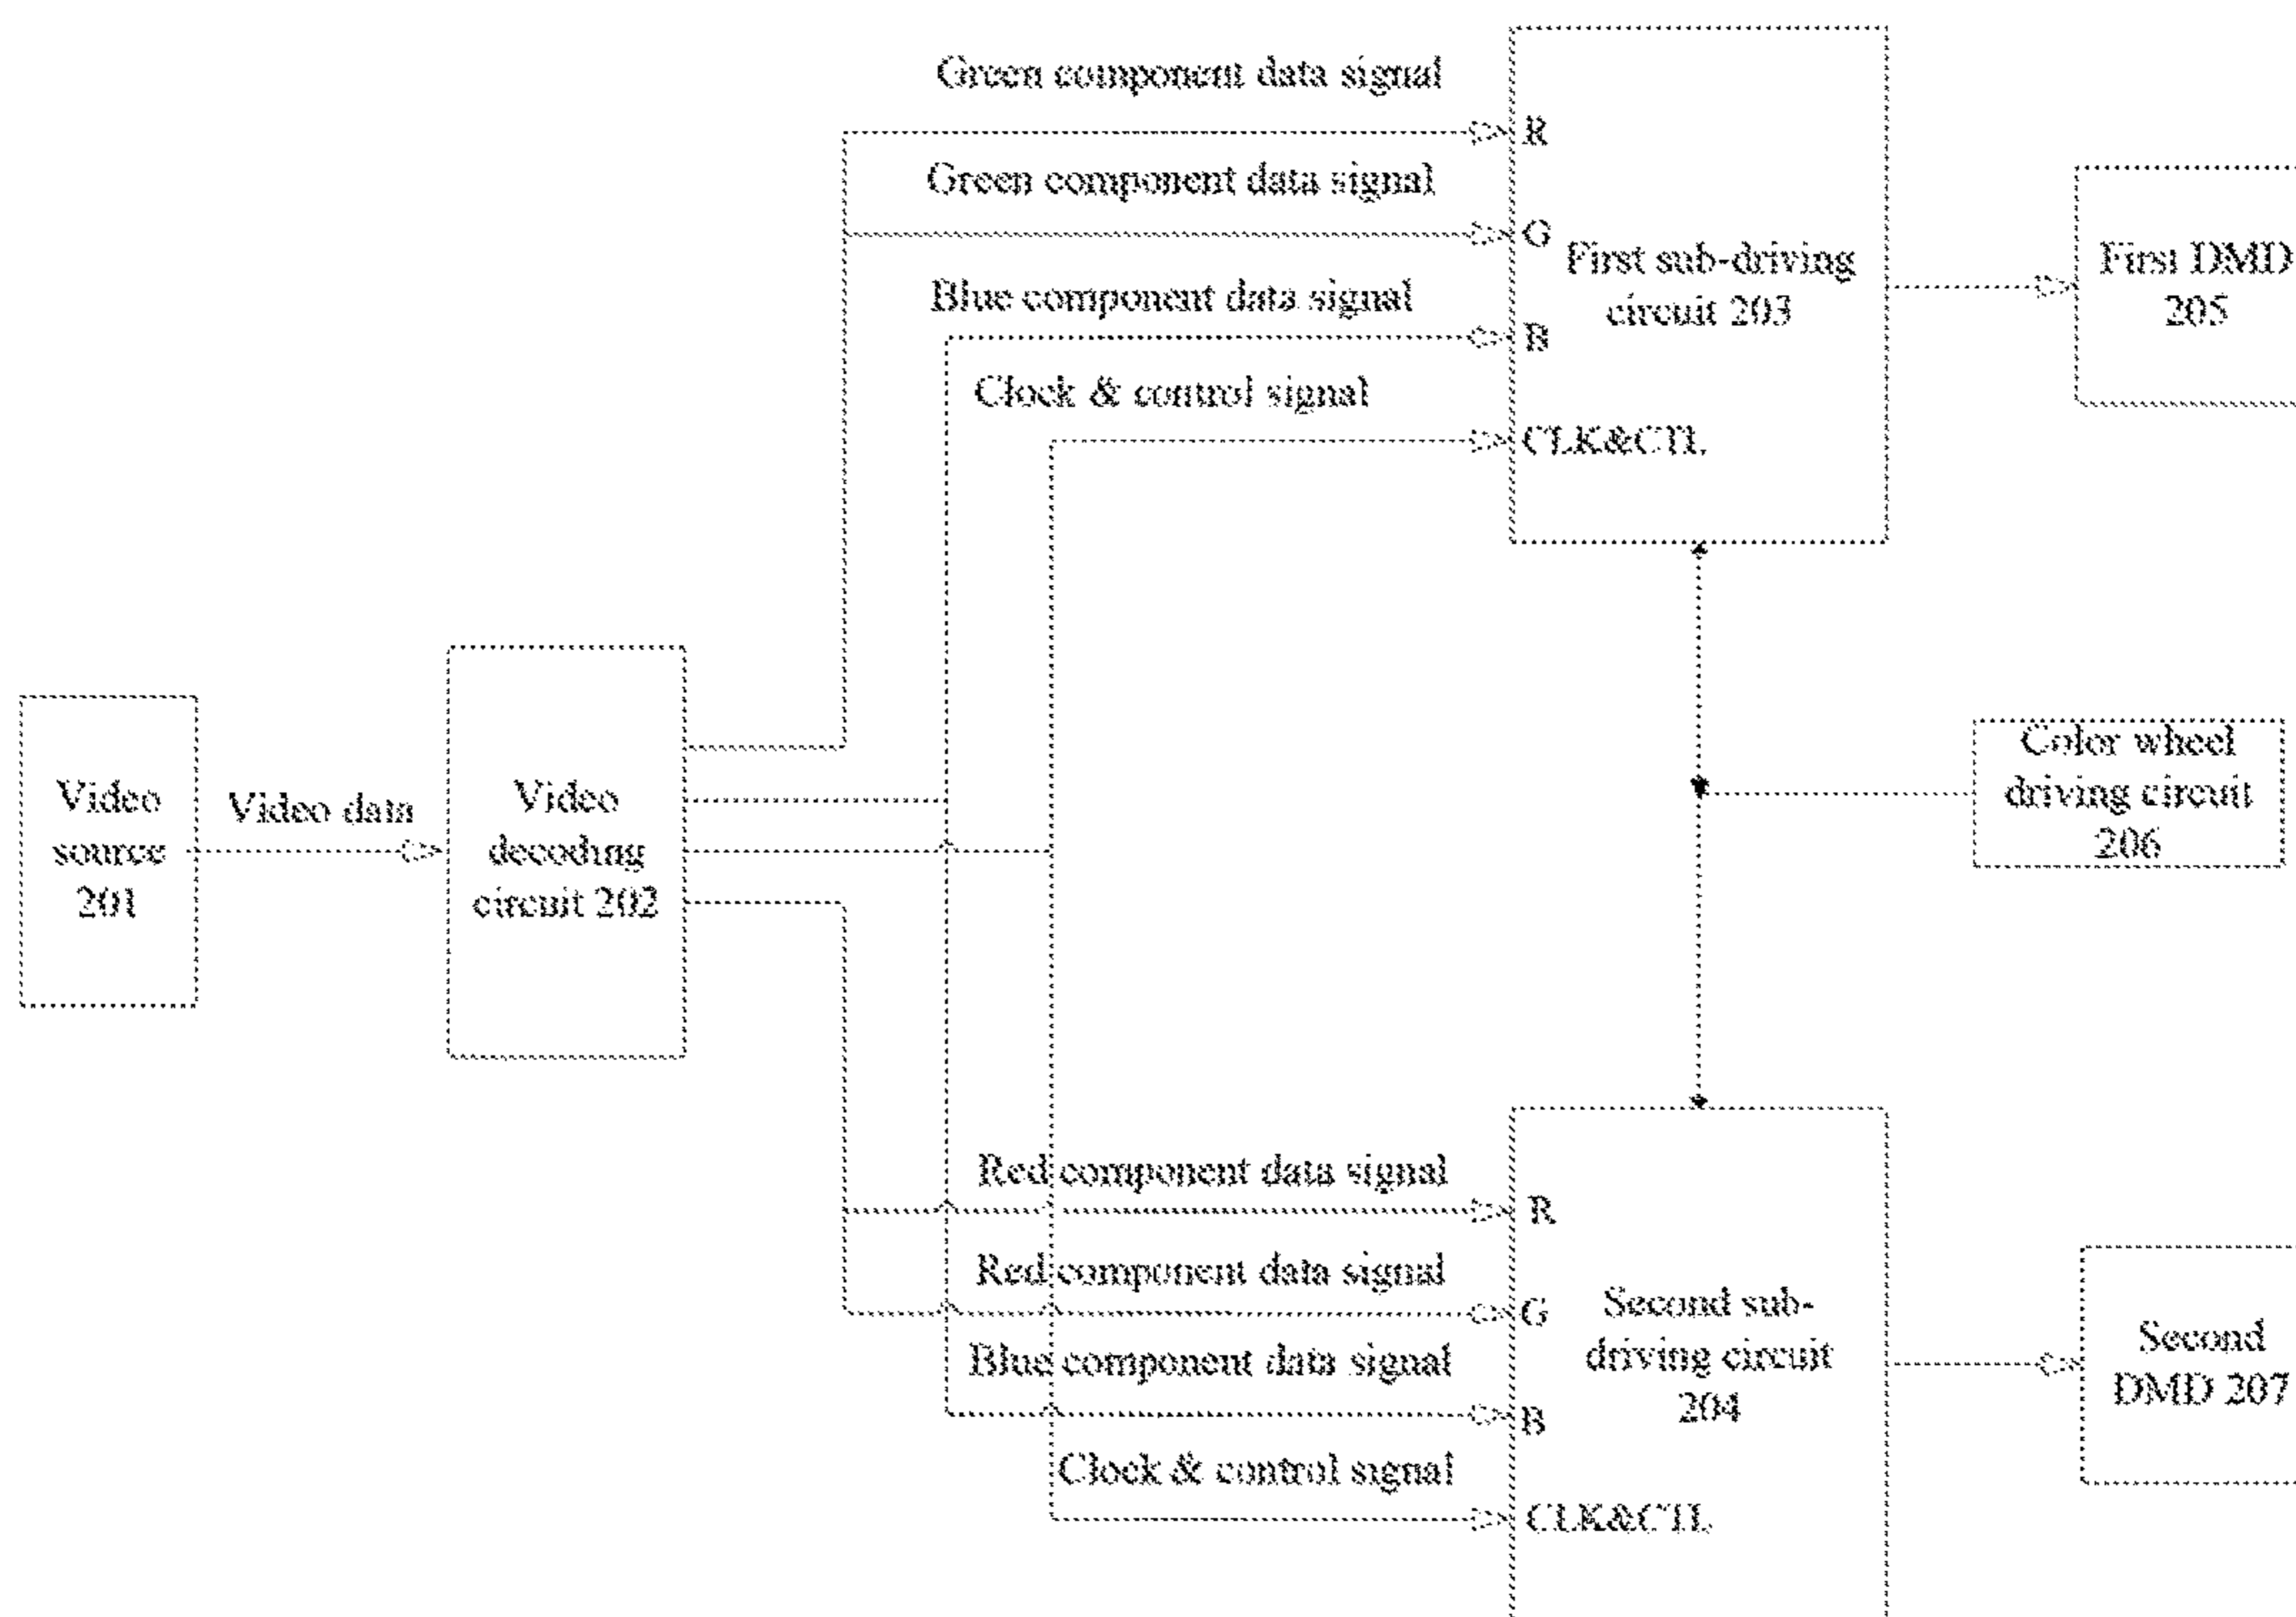 Green component data signal
R
Green component data signal
G
First sub-driving
circuit 203
First DMD
205
Blue component data signal
B
Clock & control signal
CLK&CTL
Video
source
201
Video data
Video
decoding
circuit 202
Color wheel
driving circuit
206
Red component data signal
R
Red component data signal
G
Second sub-
driving circuit
204
Second
DMD 207
Blue component data signal
B
Clock & control signal
CLK&CTL